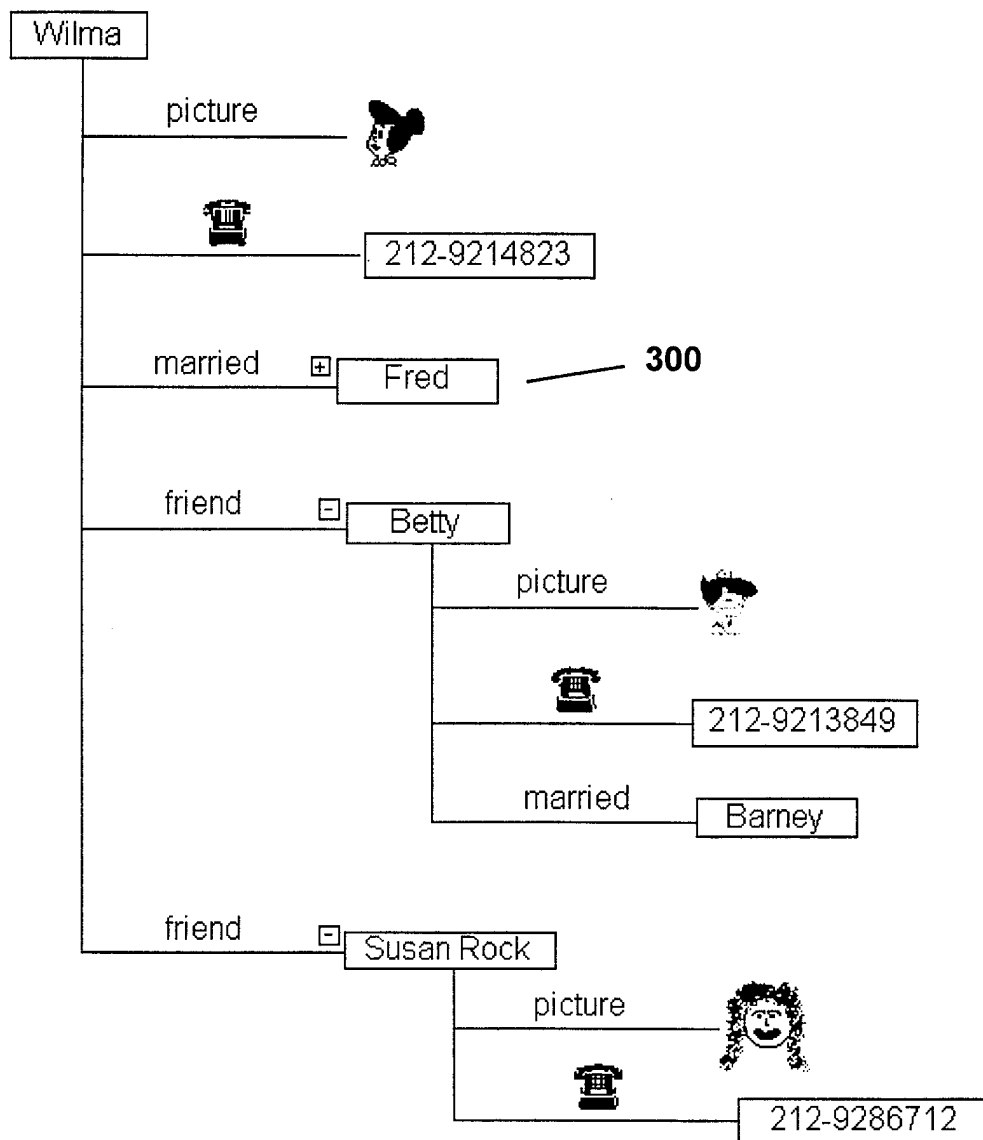 Wilma
picture
212-9214823
married + Fred
300
friend - Betty
picture
212-9213849
married Barney
friend - Susan Rock
picture
212-9286712